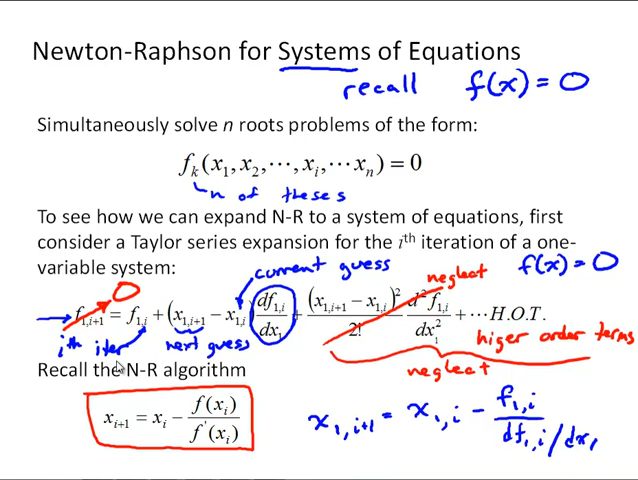 Newton-Raphson for Systems of Equations
recall f(x) = 0
Simultaneously solve n roots problems of the form:
f_k(x_1, x_2, ⋯, x_i, ⋯ x_n) = 0
n of these s
To see how we can expand N-R to a system of equations, first
consider a Taylor series expansion for the i^th iteration of a one-
variable system:
current guess
f(x) = 0
neglect
0
f_{1,i+1} = f_{1,i} + (x_{1,i+1} − x_{1,i}) df_{1,i}/dx_1 + (x_{1,i+1} − x_{1,i})^2/2! d^2 f_{1,i}/dx_1^2 + ⋯ H.O.T.
ith iter
next guess
higer order terms
neglect
Recall the N-R algorithm
x_{i+1} = x_i − f(x_i)/f'(x_i)
x_{1,i+1} = x_{1,i} − f_{1,i}/(df_{1,i}/dx_1)